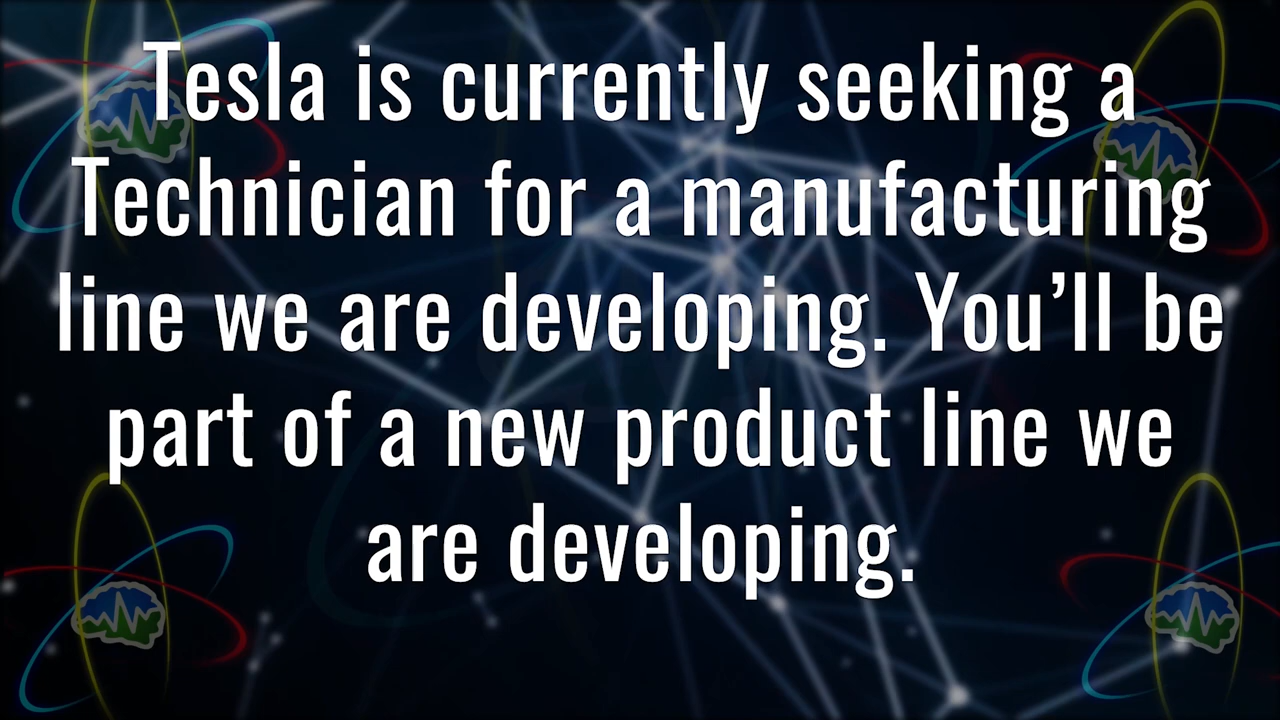 Tesla is currently seeking a
Technician for a manufacturing
line we are developing. You’ll be
part of a new product line we
are developing.